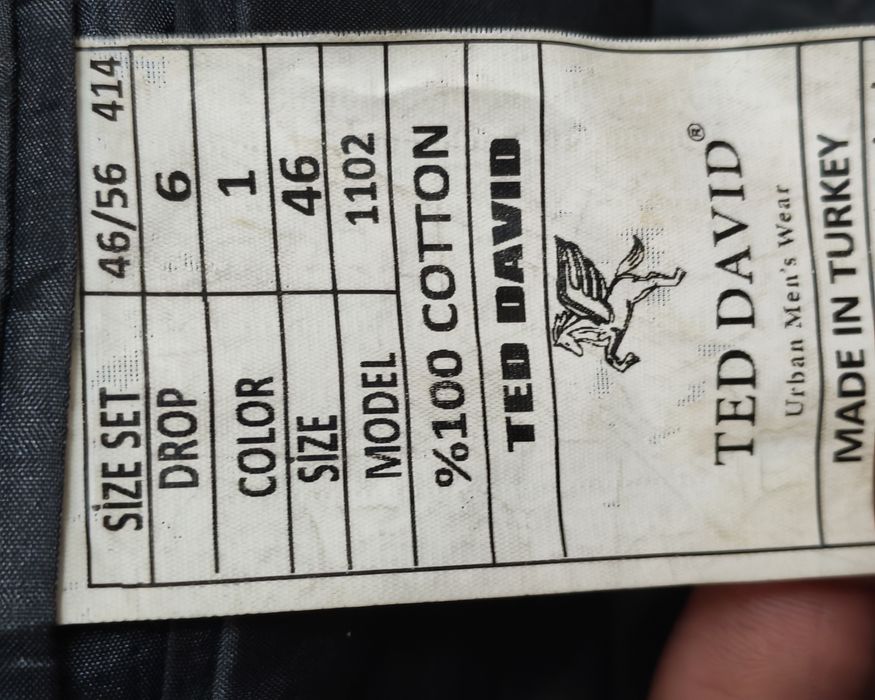 SİZE SET 46/56 414
DROP 6
COLOR 1
SİZE 46
MODEL 1102
%100 COTTON
TED DAVID
TED DAVID®
Urban Men's Wear
MADE IN TURKEY